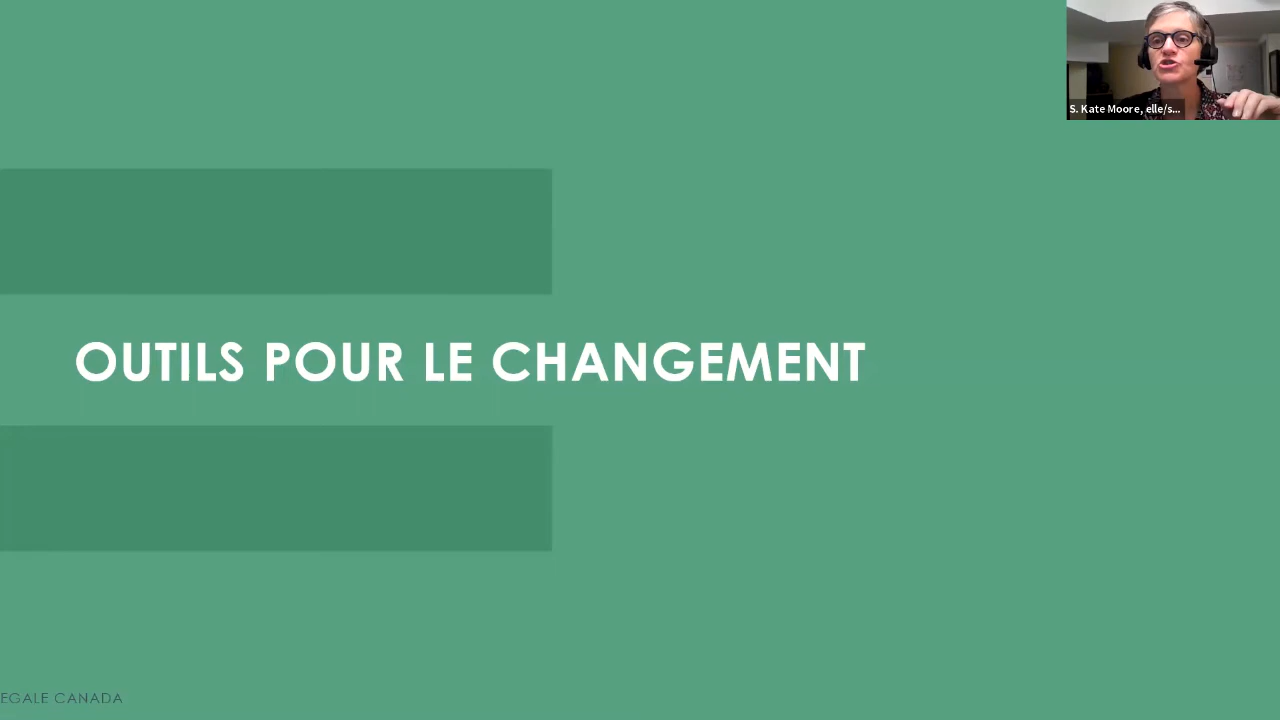 S. Kate Moore, elle/s...
OUTILS POUR LE CHANGEMENT
EGALE CANADA